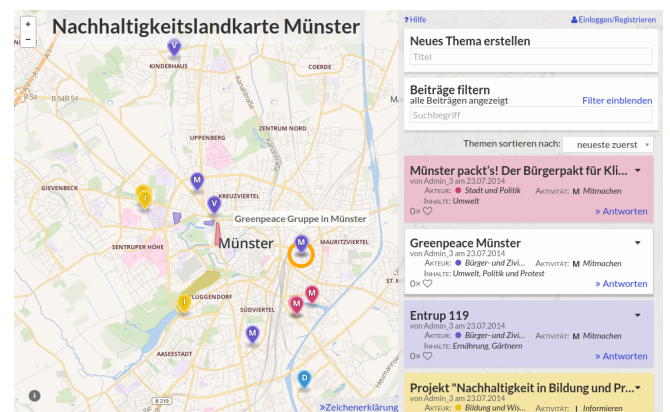 Nachhaltigkeitslandkarte Münster
+
−
V
KINDERHAUS
COERDE
B 54
B 54 B 54
Kanalstraße
ZENTRUM NORD
UPPENBERG
M
GIEVENBECK
I
KREUZVIERTEL
V
Greenpeace Gruppe in Münster
Münster
M
MAURITZVIERTEL
SENTRUPER HÖHE
I
PLUGGENDORF
M
M
SÜDVIERTEL
M
AASEESTADT
D
B 219
i
»Zeichenerklärung
? Hilfe
Einloggen/Registrieren
Neues Thema erstellen
Titel
Beiträge filtern
alle Beiträgen angezeigt
Filter einblenden
Suchbegriff
Themen sortieren nach: neueste zuerst
Münster packt's! Der Bürgerpakt für Kli...
von Admin_3 am 23.07.2014
AKTEUR: Stadt und Politik AKTIVITÄT: M Mitmachen
INHALTE: Umwelt
0× ♡ » Antworten
Greenpeace Münster
von Admin_3 am 23.07.2014
AKTEUR: Bürger- und Zivi... AKTIVITÄT: M Mitmachen
INHALTE: Umwelt, Politik und Protest
0× ♡ » Antworten
Entrup 119
von Admin_3 am 23.07.2014
AKTEUR: Bürger- und Zivi... AKTIVITÄT: M Mitmachen
INHALTE: Ernährung, Gärtnern
0× ♡ » Antworten
Projekt "Nachhaltigkeit in Bildung und Pr...
von Admin_3 am 23.07.2014
AKTEUR: Bildung und Wis... AKTIVITÄT: I Informieren